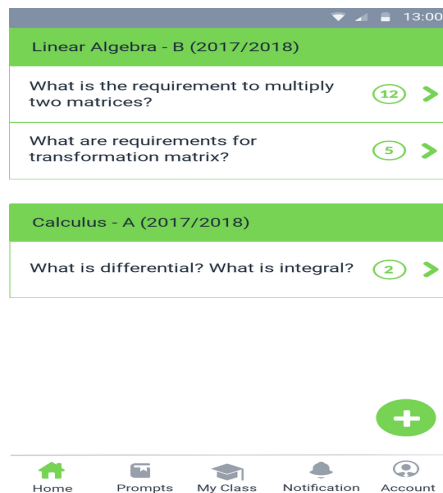 13:00
Linear Algebra - B (2017/2018)
What is the requirement to multiply
two matrices?
12
What are requirements for
transformation matrix?
5
Calculus - A (2017/2018)
What is differential? What is integral?
2
Home Prompts My Class Notification Account